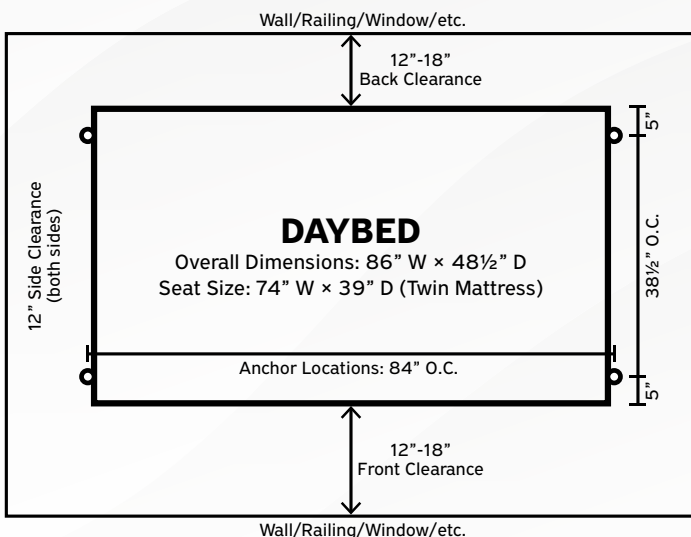 Wall/Railing/Window/etc.
12”-18”
Back Clearance
5”
12” Side Clearance
(both sides)
DAYBED
Overall Dimensions: 86” W × 48½” D
Seat Size: 74” W × 39” D (Twin Mattress)
38½” O.C.
Anchor Locations: 84” O.C.
5”
12”-18”
Front Clearance
Wall/Railing/Window/etc.